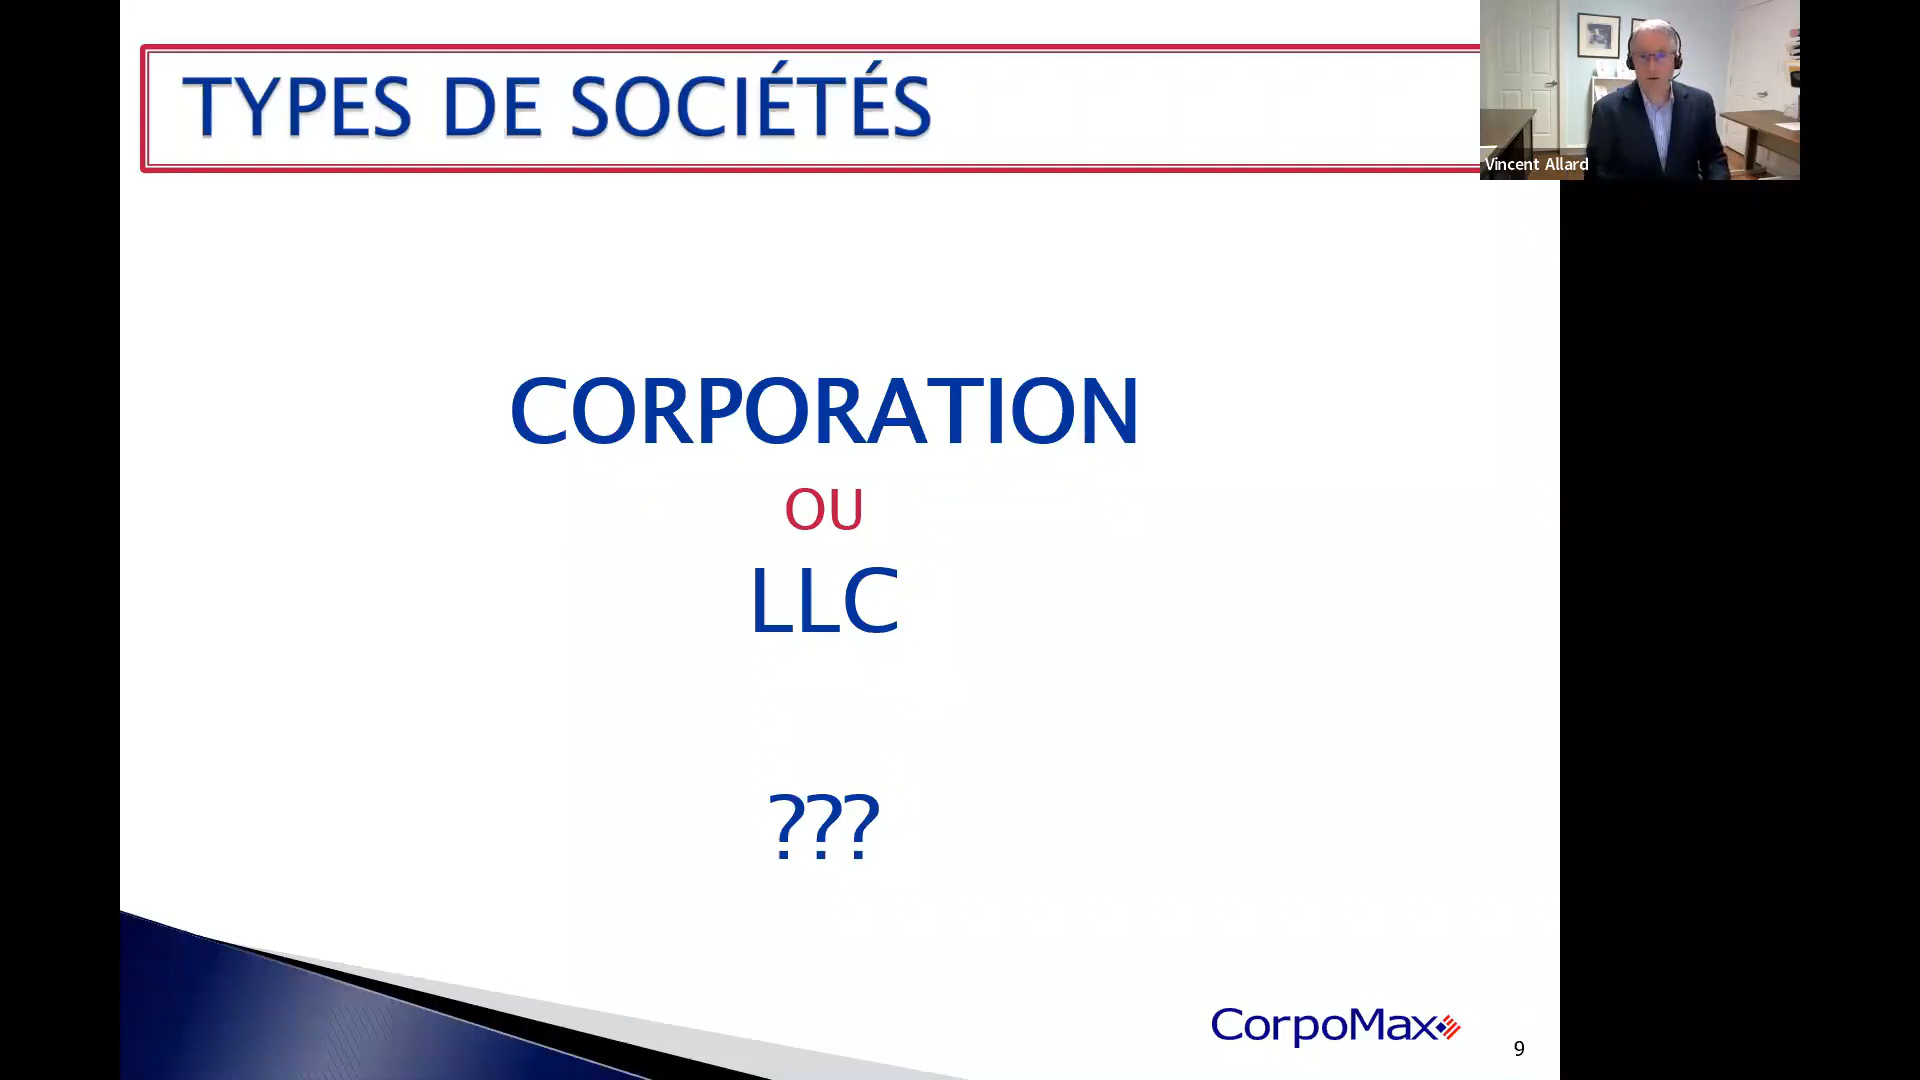 TYPES DE SOCIÉTÉS
Vincent Allard
CORPORATION
OU
LLC
???
CorpoMax
9